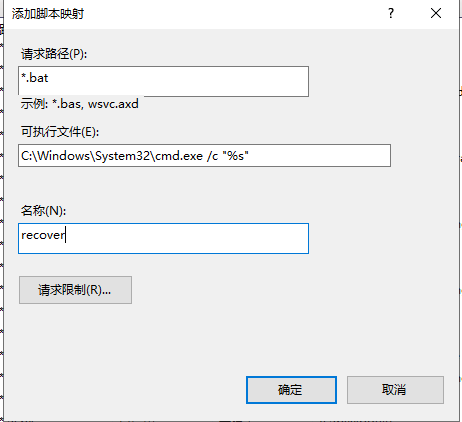 添加脚本映射
请求路径(P):
*.bat
示例: *.bas, wsvc.axd
可执行文件(E):
C:\Windows\System32\cmd.exe /c "%s"
名称(N):
recover
请求限制(R)...
确定
取消